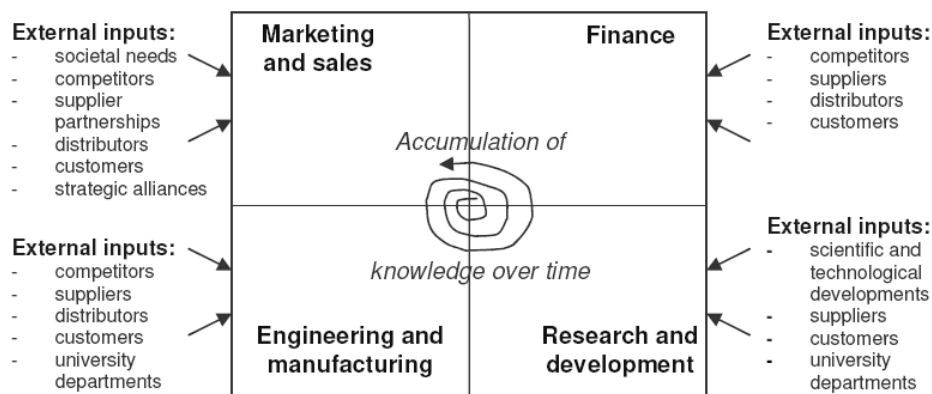 External inputs:
- societal needs
- competitors
- supplier
partnerships
- distributors
- customers
- strategic alliances
Marketing
and sales
Finance
External inputs:
- competitors
- suppliers
- distributors
- customers
Accumulation of
knowledge over time
External inputs:
- competitors
- suppliers
- distributors
- customers
- university
departments
Engineering and
manufacturing
Research and
development
External inputs:
- scientific and
technological
developments
- suppliers
- customers
- university
departments